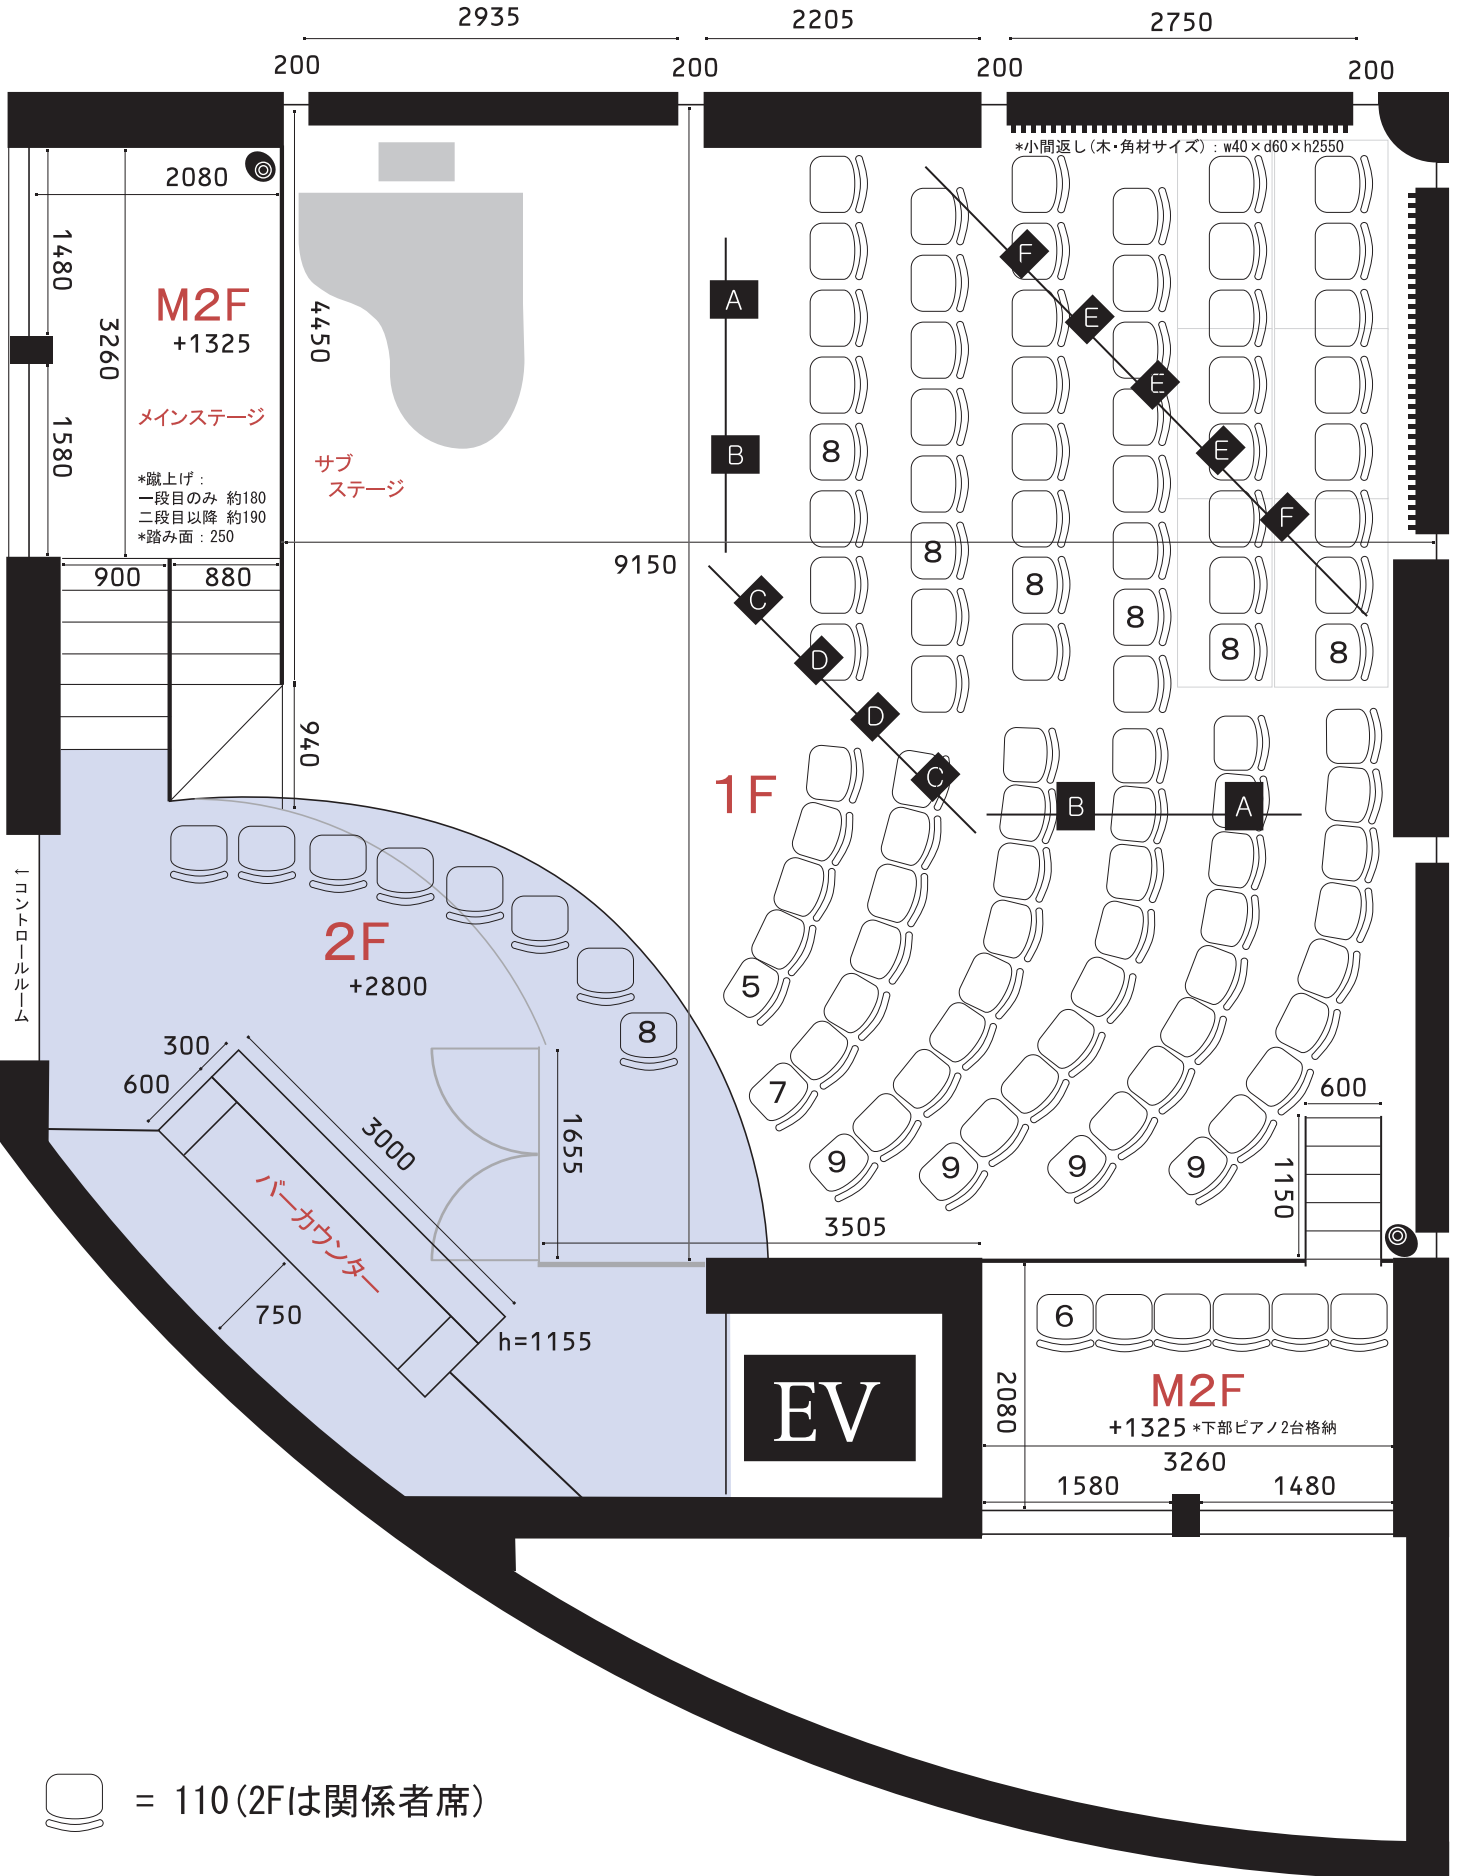 2935
2205
2750
200
200
200
200
*小間返し(木・角材サイズ):w40×d60×h2550
2080
1480
M2F
+1325
3260
4450
メインステージ
1580
サブ
ステージ
*蹴上げ:
一段目のみ 約180
二段目以降 約190
*踏み面:250
900
880
9150
940
A
B
C
D
D
C
F
E
E
E
F
8
8
8
8
8
8
1F
B
A
←コントロールルーム
2F
+2800
8
5
7
9
9
9
9
300
600
3000
1655
バーカウンター
750
h=1155
3505
600
1150
EV
6
2080
M2F
+1325 *下部ピアノ2台格納
3260
1580
1480
= 110(2Fは関係者席)